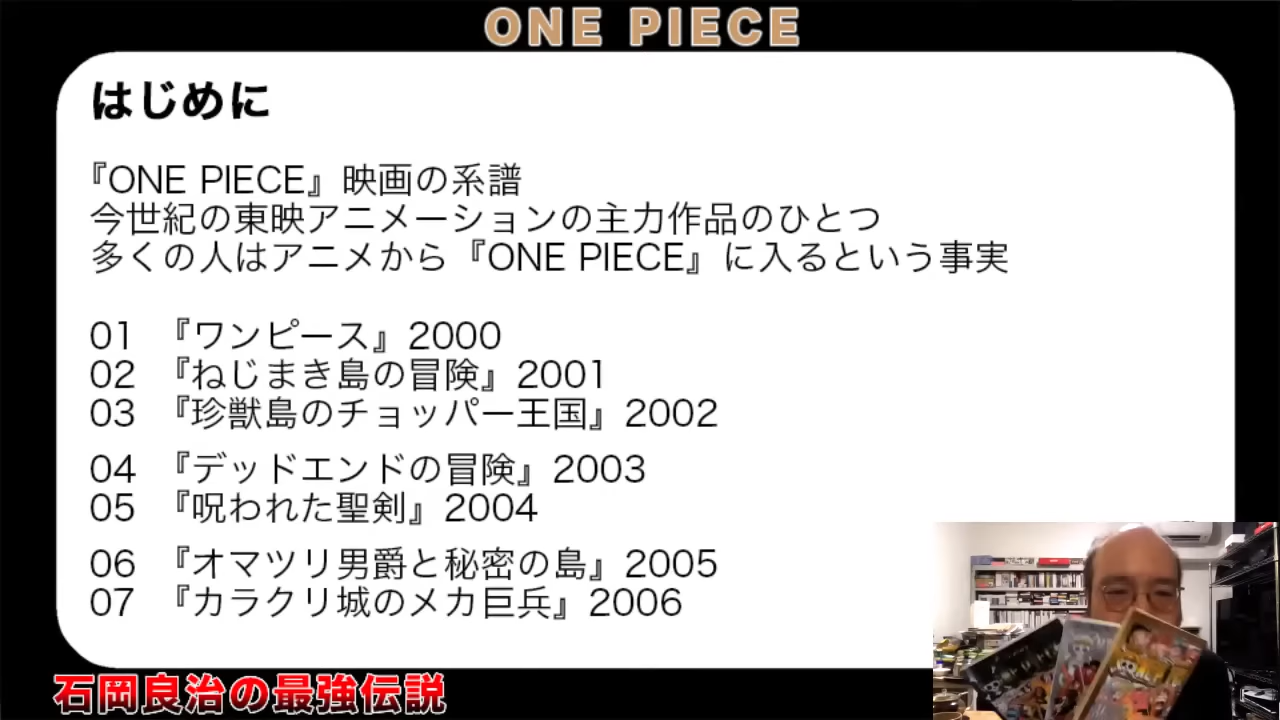 ONE PIECE
はじめに
『ONE PIECE』映画の系譜
今世紀の東映アニメーションの主力作品のひとつ
多くの人はアニメから『ONE PIECE』に入るという事実
01 『ワンピース』2000
02 『ねじまき島の冒険』2001
03 『珍獣島のチョッパー王国』2002
04 『デッドエンドの冒険』2003
05 『呪われた聖剣』2004
06 『オマツリ男爵と秘密の島』2005
07 『カラクリ城のメカ巨兵』2006
石岡良治の最強伝説